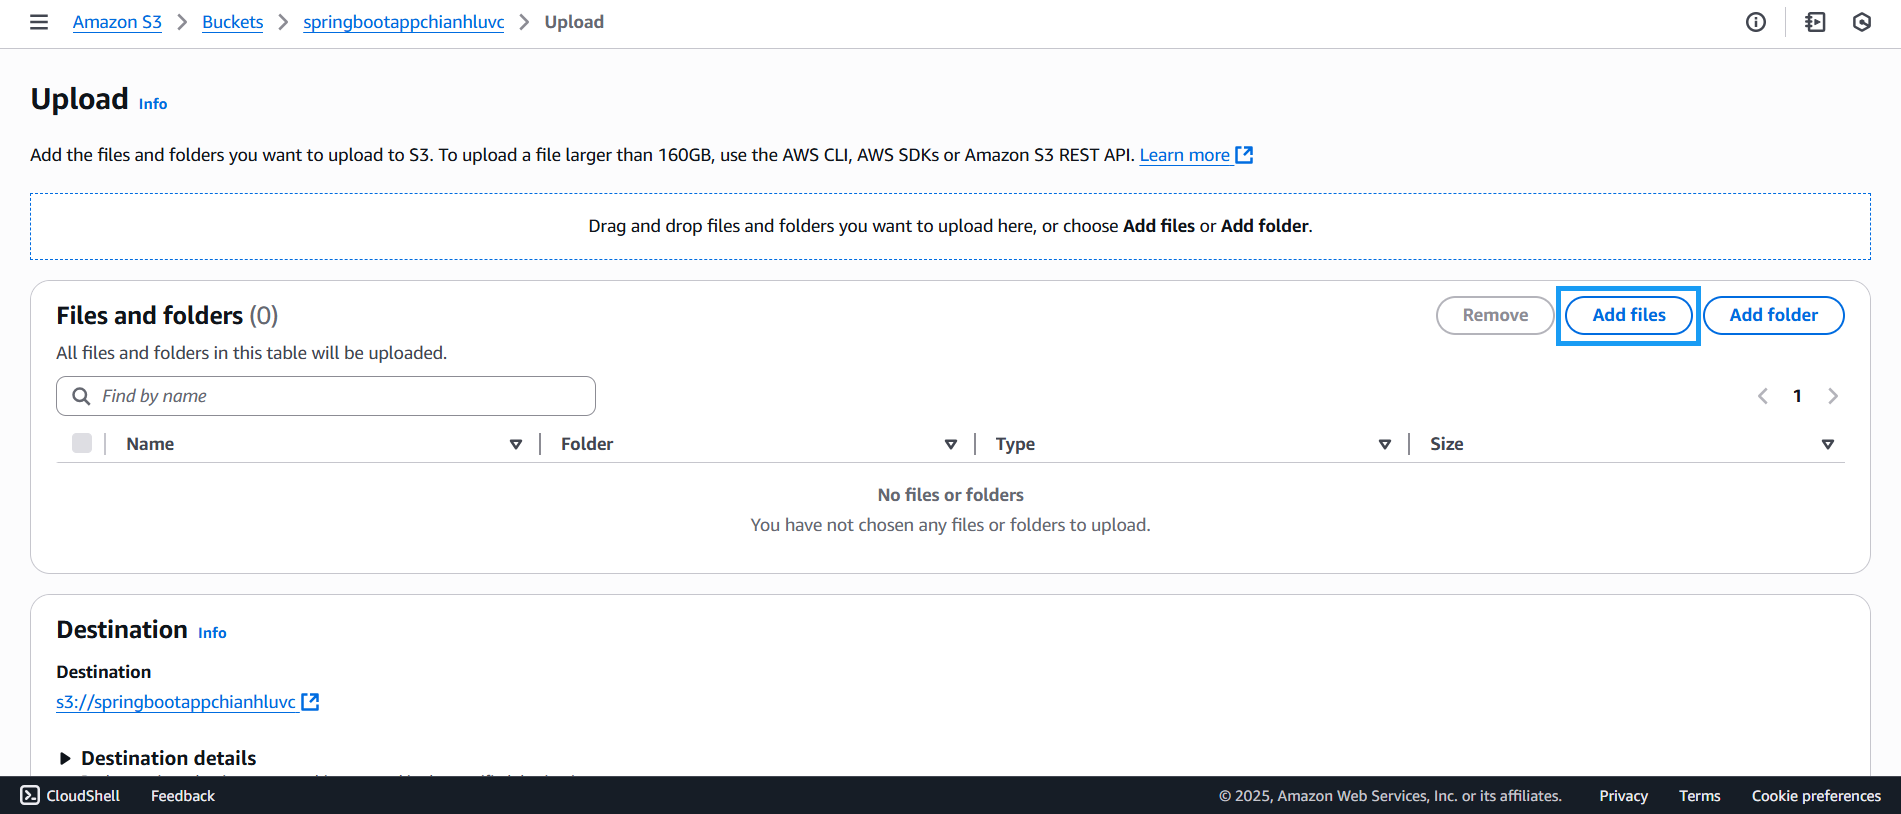 Amazon S3 > Buckets > springbootappchianhluvc > Upload
Upload Info
Add the files and folders you want to upload to S3. To upload a file larger than 160GB, use the AWS CLI, AWS SDKs or Amazon S3 REST API. Learn more
Drag and drop files and folders you want to upload here, or choose Add files or Add folder.
Files and folders (0)
Remove Add files Add folder
All files and folders in this table will be uploaded.
Find by name
1
Name Folder Type Size
No files or folders
You have not chosen any files or folders to upload.
Destination Info
Destination
s3://springbootappchianhluvc
Destination details
CloudShell Feedback © 2025, Amazon Web Services, Inc. or its affiliates. Privacy Terms Cookie preferences